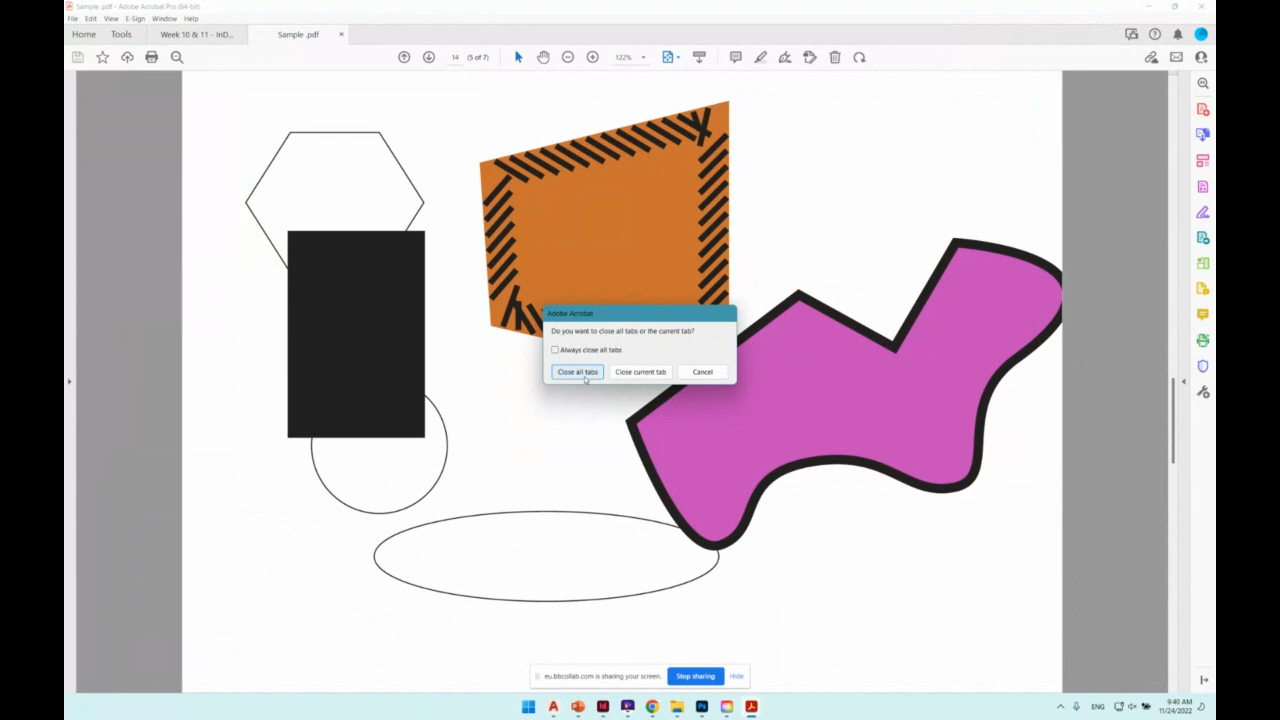 Sample .pdf - Adobe Acrobat Pro (64-bit)
File Edit View E-Sign Window Help
Home Tools Week 10 & 11 - InD... Sample .pdf ×
14 (5 of 7) 122%
Adobe Acrobat
Do you want to close all tabs or the current tab?
Always close all tabs
Close all tabs Close current tab Cancel
eu.bbcollab.com is sharing your screen. Stop sharing Hide
ENG 9:40 AM
11/24/2022